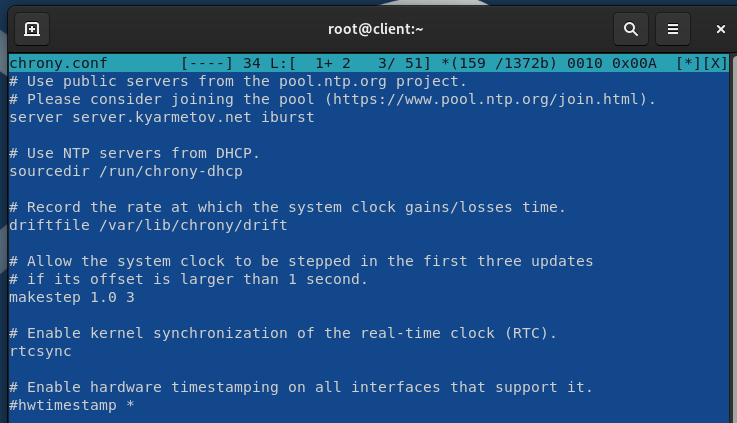 root@client:~
chrony.conf [----] 34 L:[ 1+ 2 3/ 51] *(159 /1372b) 0010 0x00A [*][X]
# Use public servers from the pool.ntp.org project.
# Please consider joining the pool (https://www.pool.ntp.org/join.html).
server server.kyarmetov.net iburst
# Use NTP servers from DHCP.
sourcedir /run/chrony-dhcp
# Record the rate at which the system clock gains/losses time.
driftfile /var/lib/chrony/drift
# Allow the system clock to be stepped in the first three updates
# if its offset is larger than 1 second.
makestep 1.0 3
# Enable kernel synchronization of the real-time clock (RTC).
rtcsync
# Enable hardware timestamping on all interfaces that support it.
#hwtimestamp *